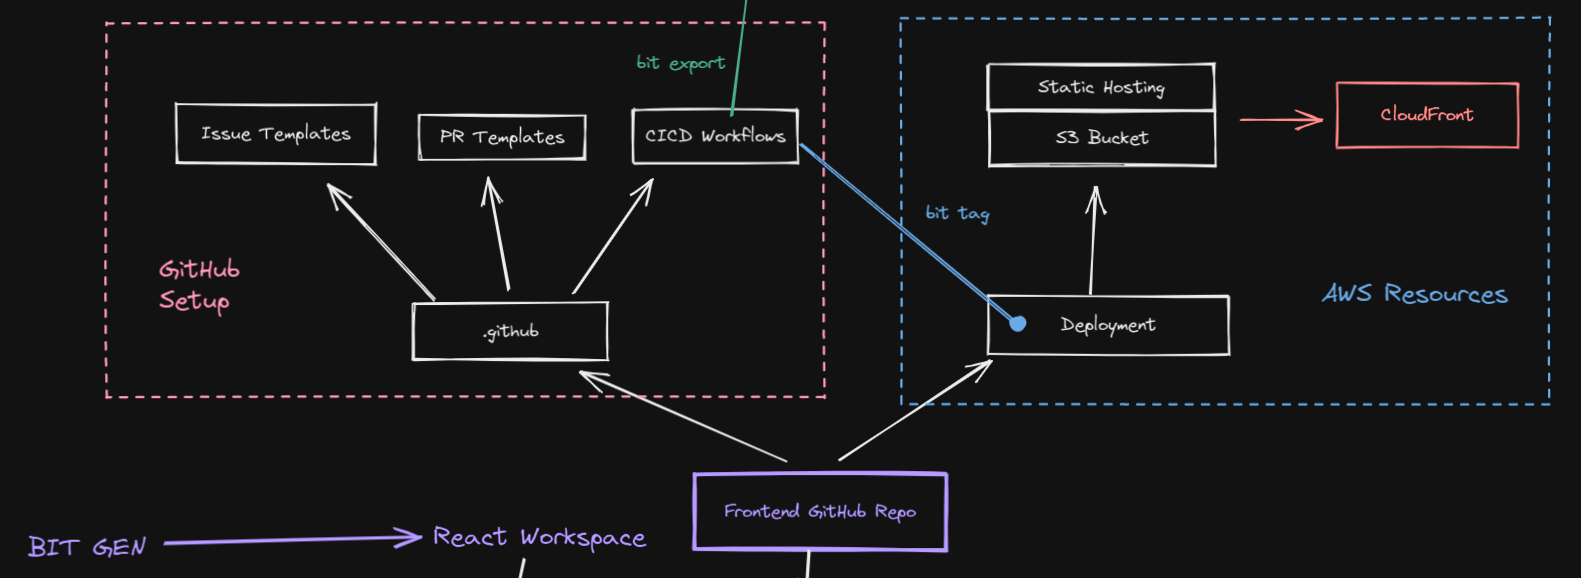 bit export
Issue Templates
PR Templates
CICD Workflows
Static Hosting
S3 Bucket
CloudFront
bit tag
GitHub
Setup
.github
Deployment
AWS Resources
Frontend GitHub Repo
BIT GEN
React Workspace